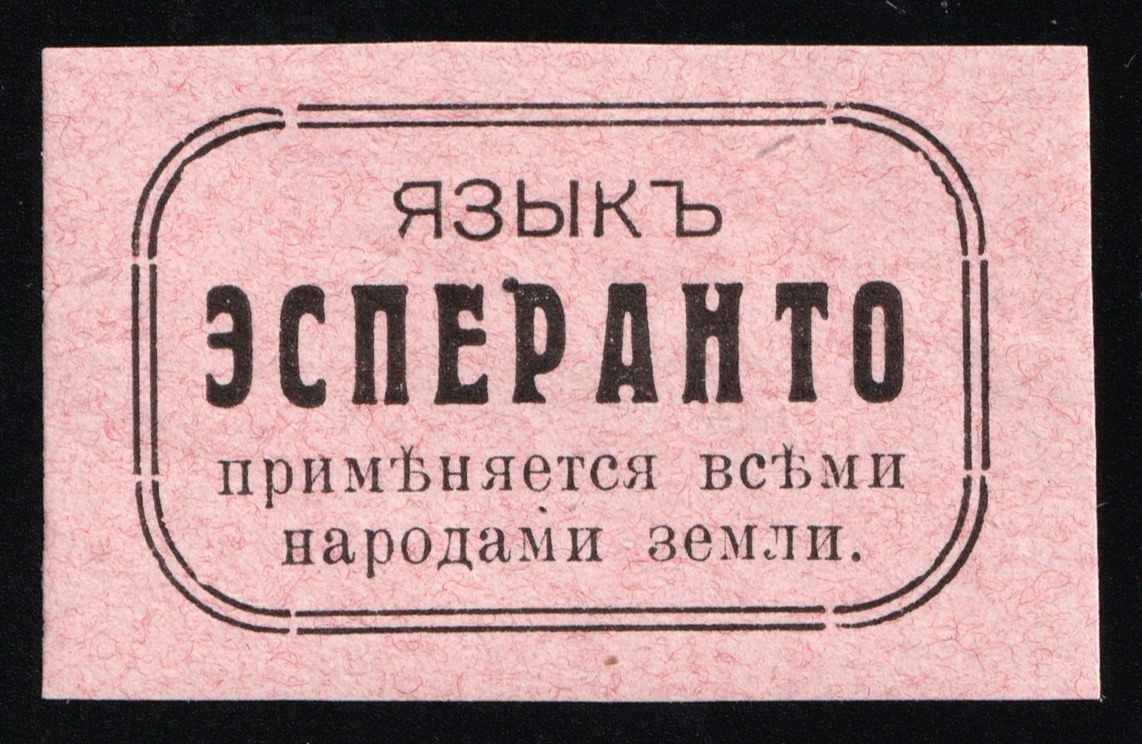 ЯЗЫКЪ
ЭСПЕРАНТО
примѣняется всѣми
народами земли.